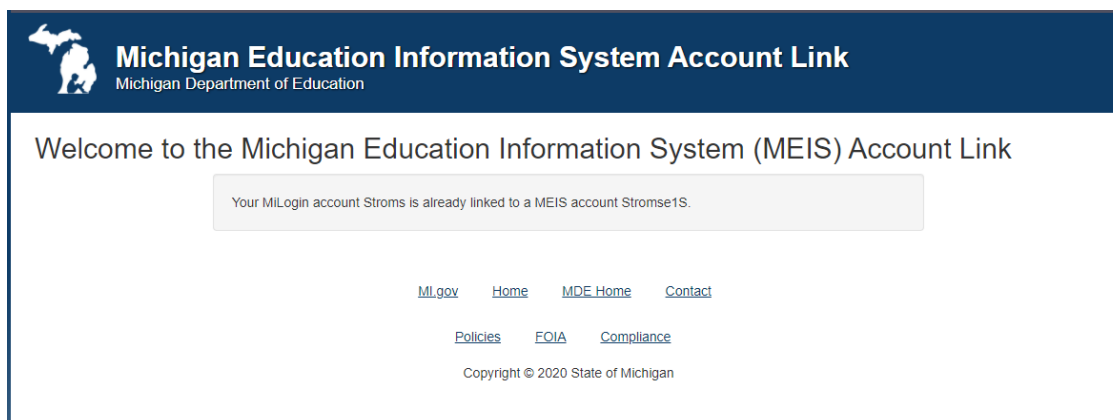 Michigan Education Information System Account Link
Michigan Department of Education
Welcome to the Michigan Education Information System (MEIS) Account Link
Your MiLogin account Stroms is already linked to a MEIS account Stromse1S.
MI.gov Home MDE Home Contact
Policies FOIA Compliance
Copyright © 2020 State of Michigan